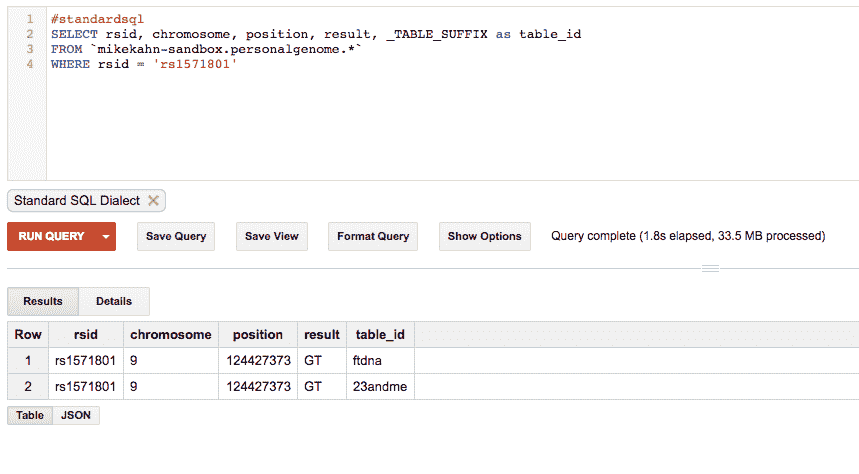 1 #standardsql
2 SELECT rsid, chromosome, position, result, _TABLE_SUFFIX as table_id
3 FROM `mikekahn-sandbox.personalgenome.*`
4 WHERE rsid = 'rs1571801'
Standard SQL Dialect
RUN QUERY Save Query Save View Format Query Show Options Query complete (1.8s elapsed, 33.5 MB processed)
Results Details
Row rsid chromosome position result table_id
1 rs1571801 9 124427373 GT ftdna
2 rs1571801 9 124427373 GT 23andme
Table JSON